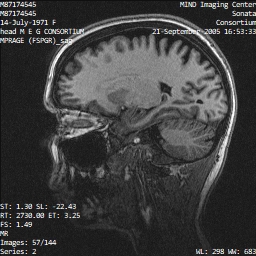 M87174545
M87174545
14-July-1971 F
head M E G CONSORTIUM
MPRAGE (FSPGR)_sag
MIND Imaging Center
Sonata
Consortium
21-September-2005 16:53:33
ST: 1.30 SL: -22.43
RT: 2730.00 ET: 3.25
FS: 1.49
MR
Images: 57/144
Series: 2
WL: 298 WW: 683